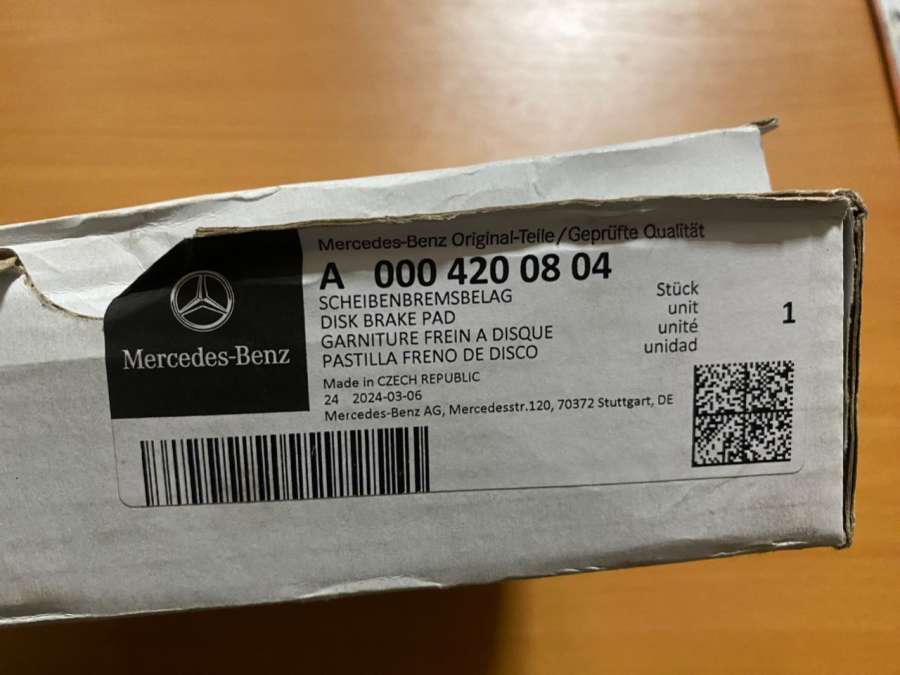 Mercedes-Benz Original-Teile/Geprüfte Qualität
A 000 420 08 04
SCHEIBENBREMSBELAG
DISK BRAKE PAD
GARNITURE FREIN A DISQUE
PASTILLA FRENO DE DISCO
Stück
unit
unité
unidad
1
Mercedes-Benz
Made in CZECH REPUBLIC
24 2024-03-06
Mercedes-Benz AG, Mercedesstr.120, 70372 Stuttgart, DE